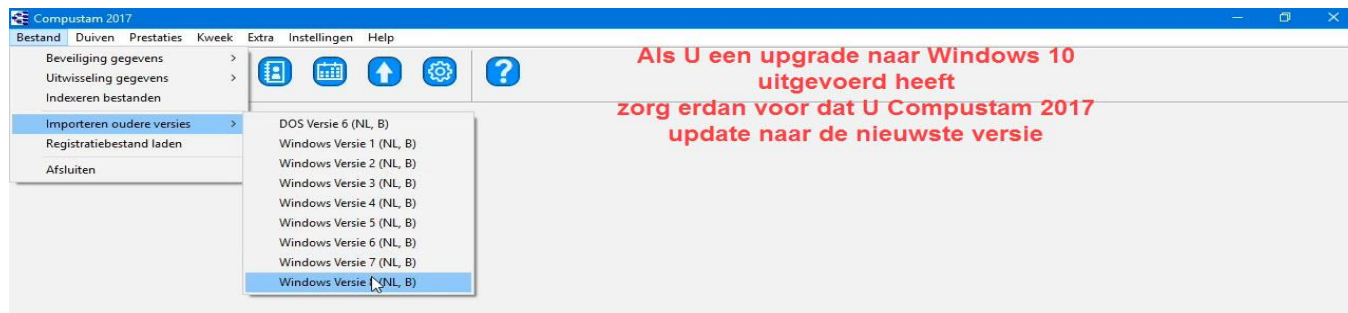 Compustam 2017
Bestand Duiven Prestaties Kweek Extra Instellingen Help
Beveiliging gegevens >
Uitwisseling gegevens >
Indexeren bestanden
Importeren oudere versies >
Registratiebestand laden
Afsluiten
DOS Versie 6 (NL, B)
Windows Versie 1 (NL, B)
Windows Versie 2 (NL, B)
Windows Versie 3 (NL, B)
Windows Versie 4 (NL, B)
Windows Versie 5 (NL, B)
Windows Versie 6 (NL, B)
Windows Versie 7 (NL, B)
Windows Versie (NL, B)
?
Als U een upgrade naar Windows 10
uitgevoerd heeft
zorg erdan voor dat U Compustam 2017
update naar de nieuwste versie